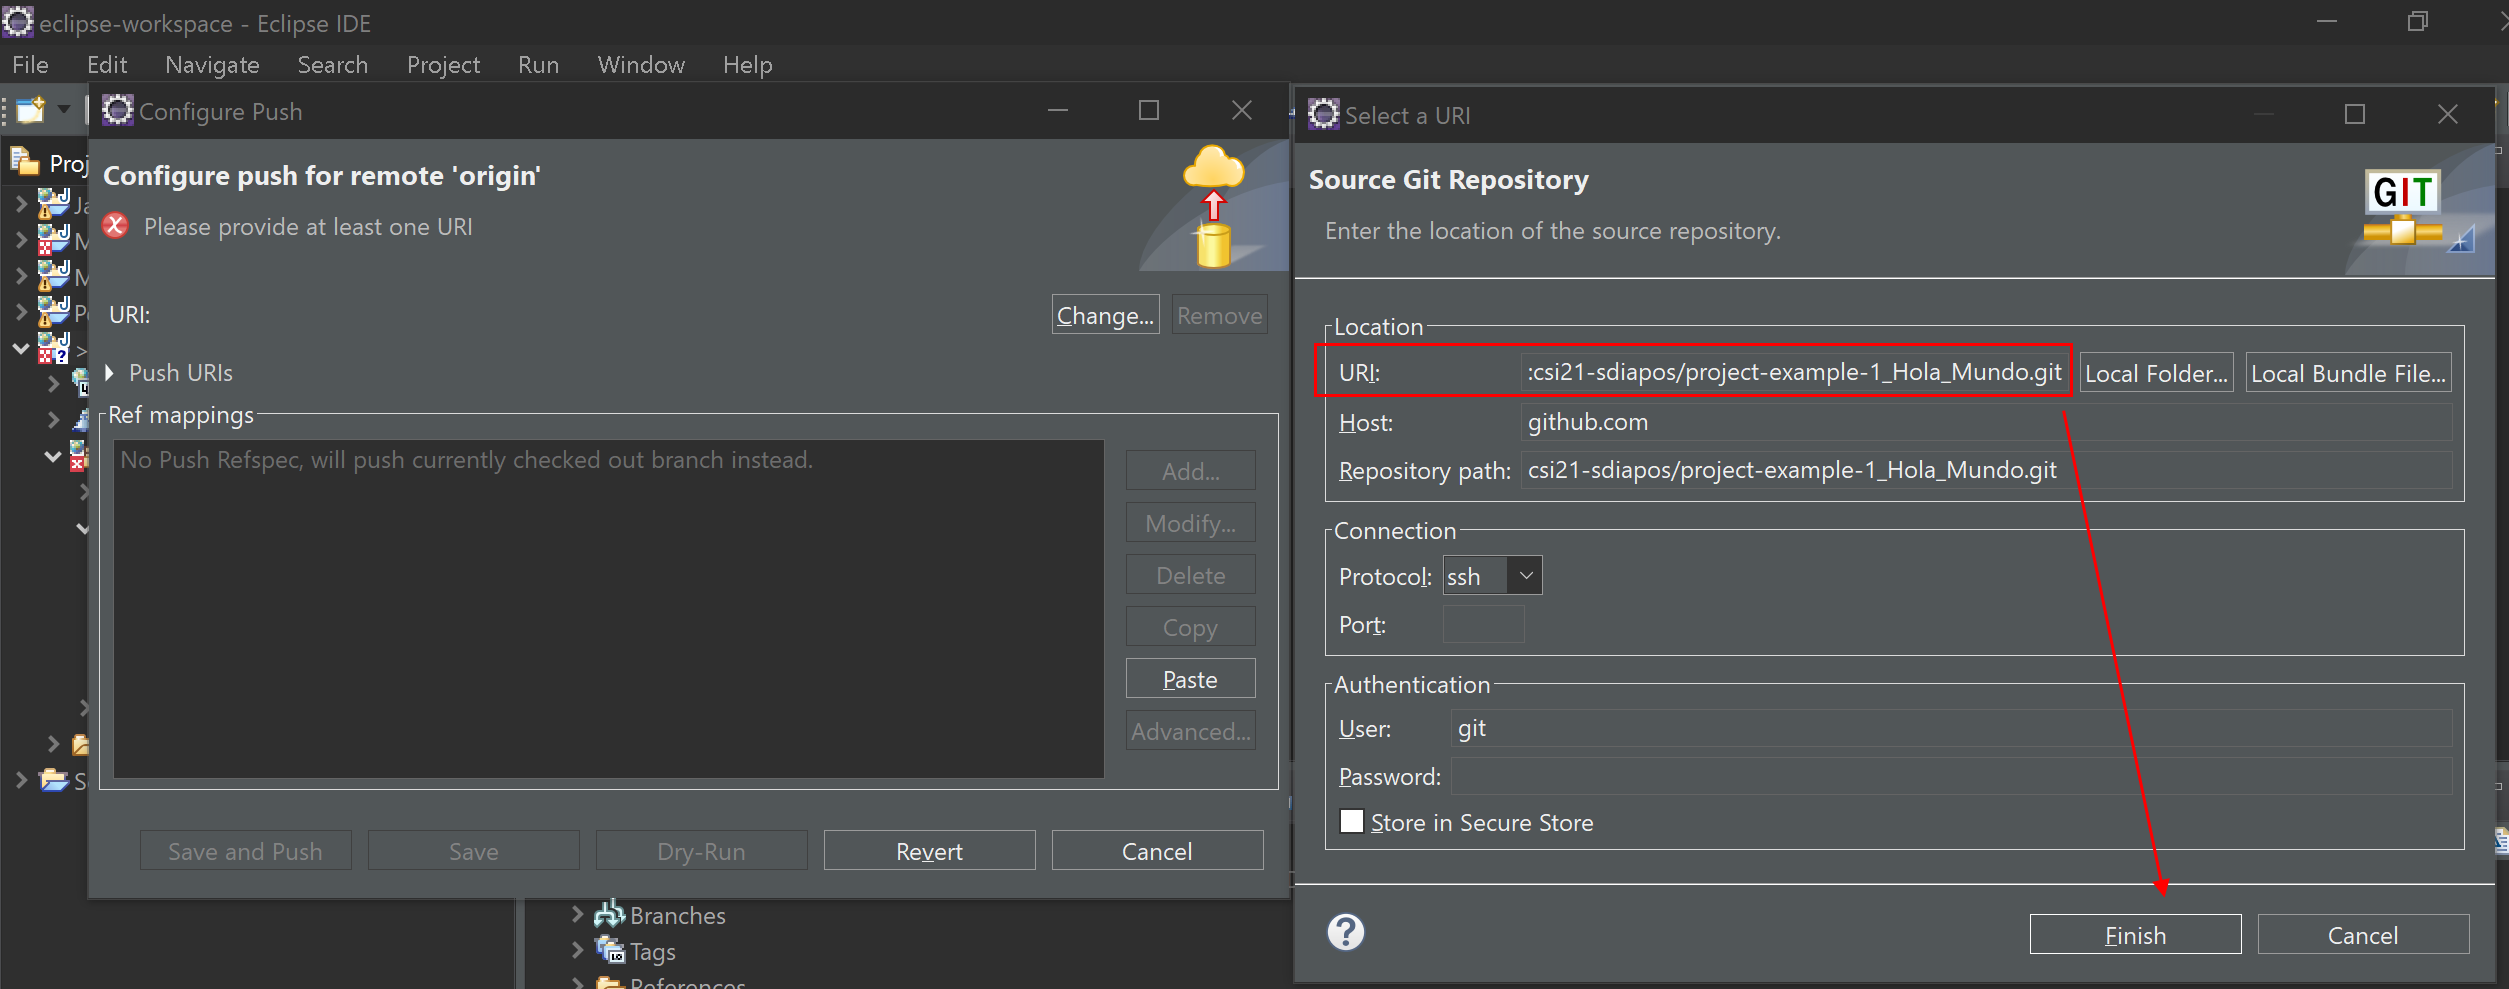 eclipse-workspace - Eclipse IDE
File Edit Navigate Search Project Run Window Help
Configure Push
Configure push for remote 'origin'
Please provide at least one URI
URI:
Change...
Remove
Push URIs
Ref mappings
No Push Refspec, will push currently checked out branch instead.
Add...
Modify...
Delete
Copy
Paste
Advanced...
Save and Push
Save
Dry-Run
Revert
Cancel
Branches
Tags
References
Select a URI
Source Git Repository
Enter the location of the source repository.
GIT
Location
URI: :csi21-sdiapos/project-example-1_Hola_Mundo.git Local Folder... Local Bundle File...
Host: github.com
Repository path: csi21-sdiapos/project-example-1_Hola_Mundo.git
Connection
Protocol: ssh
Port:
Authentication
User: git
Password:
Store in Secure Store
?
Finish
Cancel